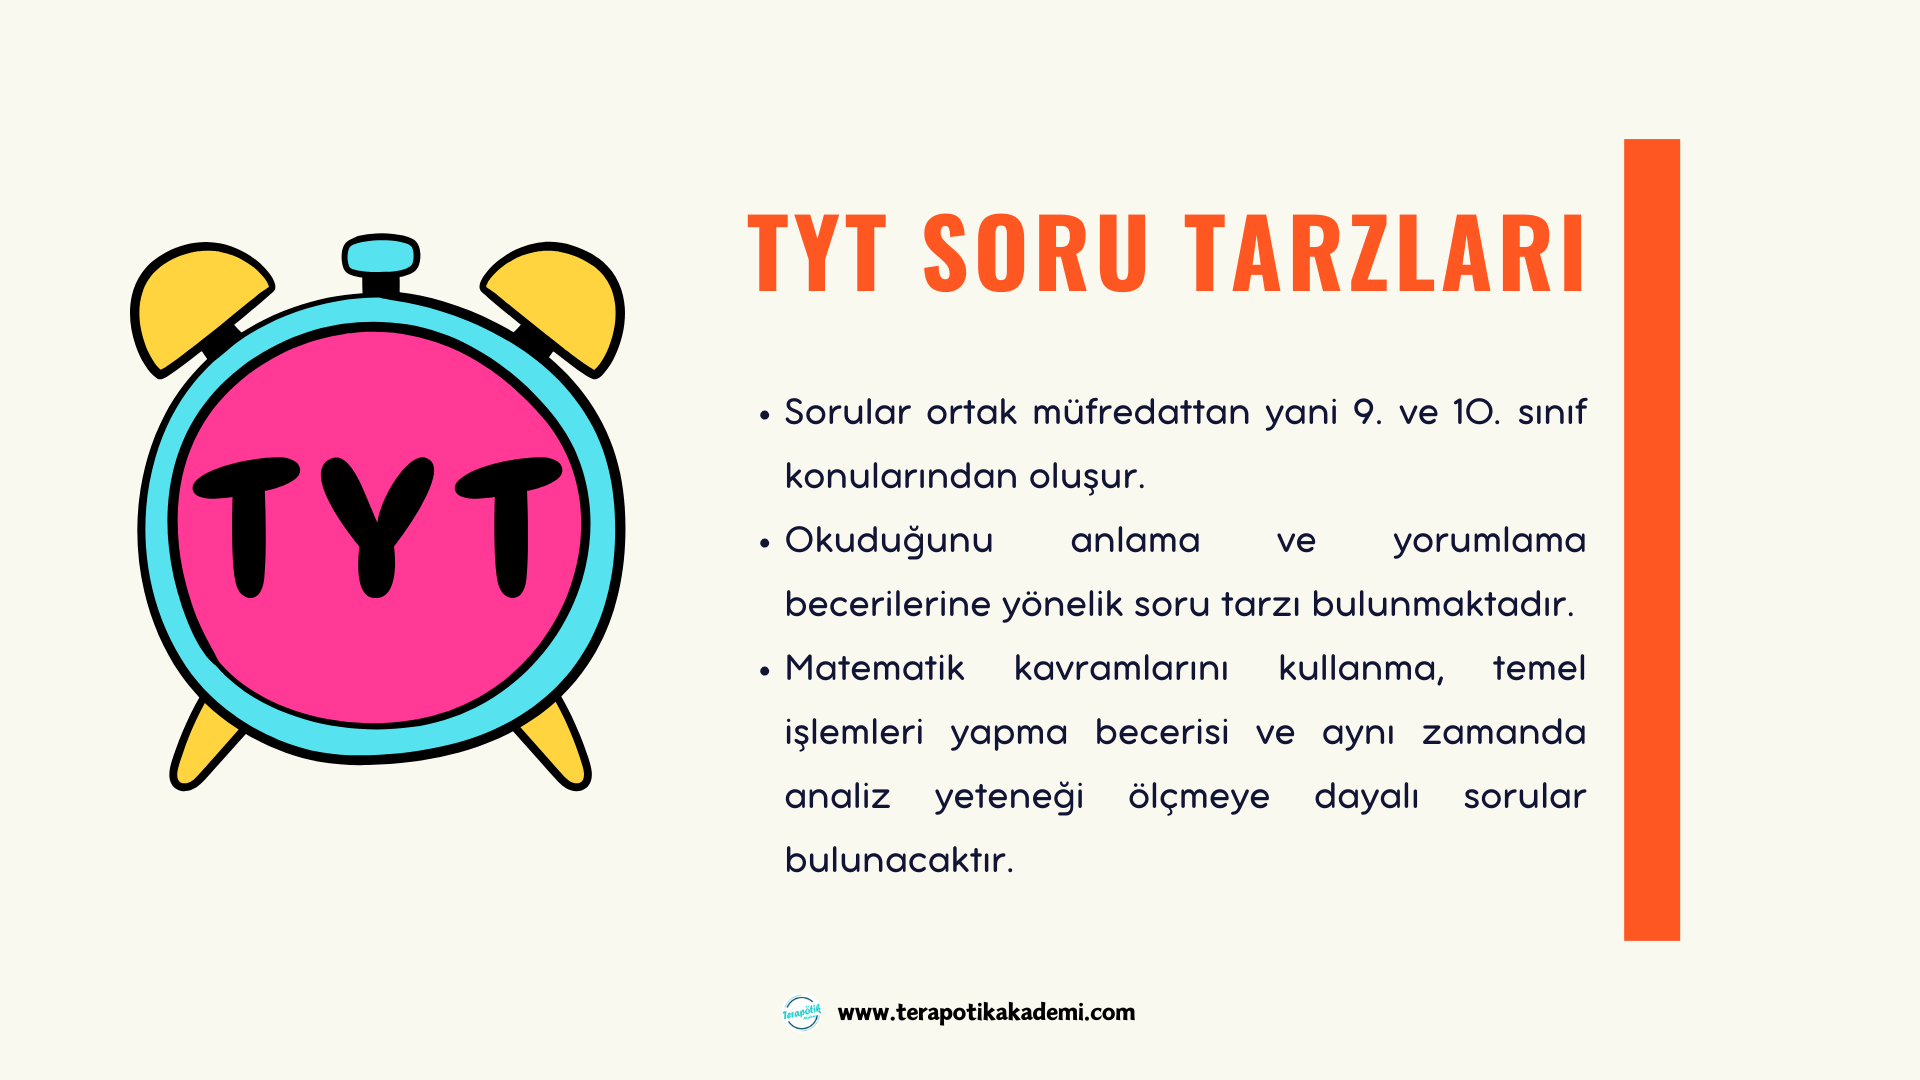 TYT SORU TARZLARI
TYT
• Sorular ortak müfredattan yani 9. ve 10. sınıf
konularından oluşur.
• Okuduğunu anlama ve yorumlama
becerilerine yönelik soru tarzı bulunmaktadır.
• Matematik kavramlarını kullanma, temel
işlemleri yapma becerisi ve aynı zamanda
analiz yeteneği ölçmeye dayalı sorular
bulunacaktır.
Terapötik
www.terapotikakademi.com